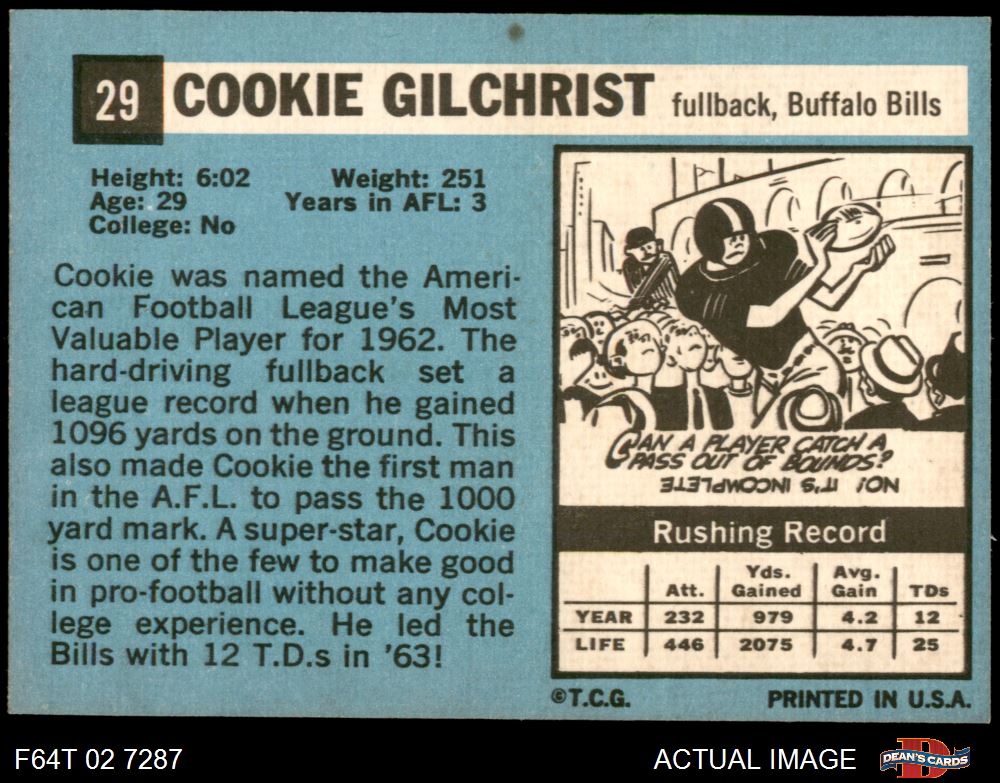 29 COOKIE GILCHRIST fullback, Buffalo Bills
Height: 6:02 Weight: 251
Age: 29 Years in AFL: 3
College: No
Cookie was named the Ameri-
can Football League's Most
Valuable Player for 1962. The
hard-driving fullback set a
league record when he gained
1096 yards on the ground. This
also made Cookie the first man
in the A.F.L. to pass the 1000
yard mark. A super-star, Cookie
is one of the few to make good
in pro-football without any col-
lege experience. He led the
Bills with 12 T.D.s in '63!
CAN A PLAYER CATCH A
PASS OUT OF BOUNDS?
NO! IT'S INCOMPLETE
Rushing Record
Att. Yds. Gained Avg. Gain TDs
YEAR 232 979 4.2 12
LIFE 446 2075 4.7 25
©T.C.G. PRINTED IN U.S.A.
F64T 02 7287 ACTUAL IMAGE D DEAN'S CARDS